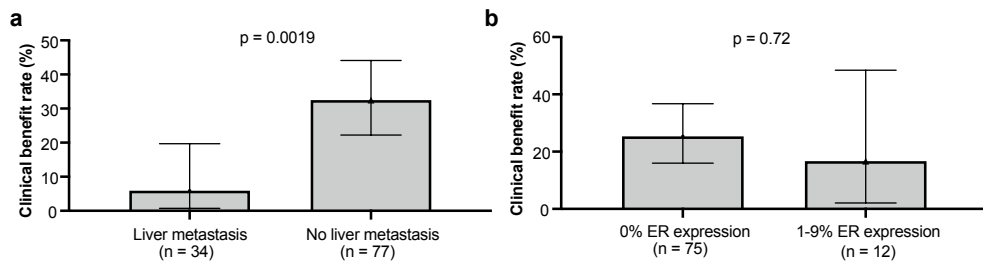 a
p = 0.0019
Clinical benefit rate (%)
50
40
30
20
10
0
Liver metastasis
(n = 34)
No liver metastasis
(n = 77)
b
p = 0.72
Clinical benefit rate (%)
60
40
20
0
0% ER expression
(n = 75)
1-9% ER expression
(n = 12)